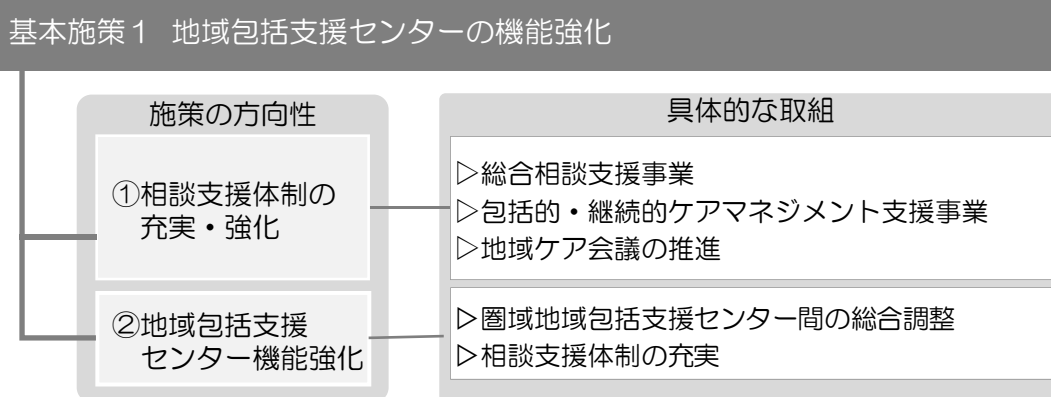 基本施策１ 地域包括支援センターの機能強化
施策の方向性
具体的な取組
①相談支援体制の
充実・強化
▷総合相談支援事業
▷包括的・継続的ケアマネジメント支援事業
▷地域ケア会議の推進
②地域包括支援
センター機能強化
▷圏域地域包括支援センター間の総合調整
▷相談支援体制の充実